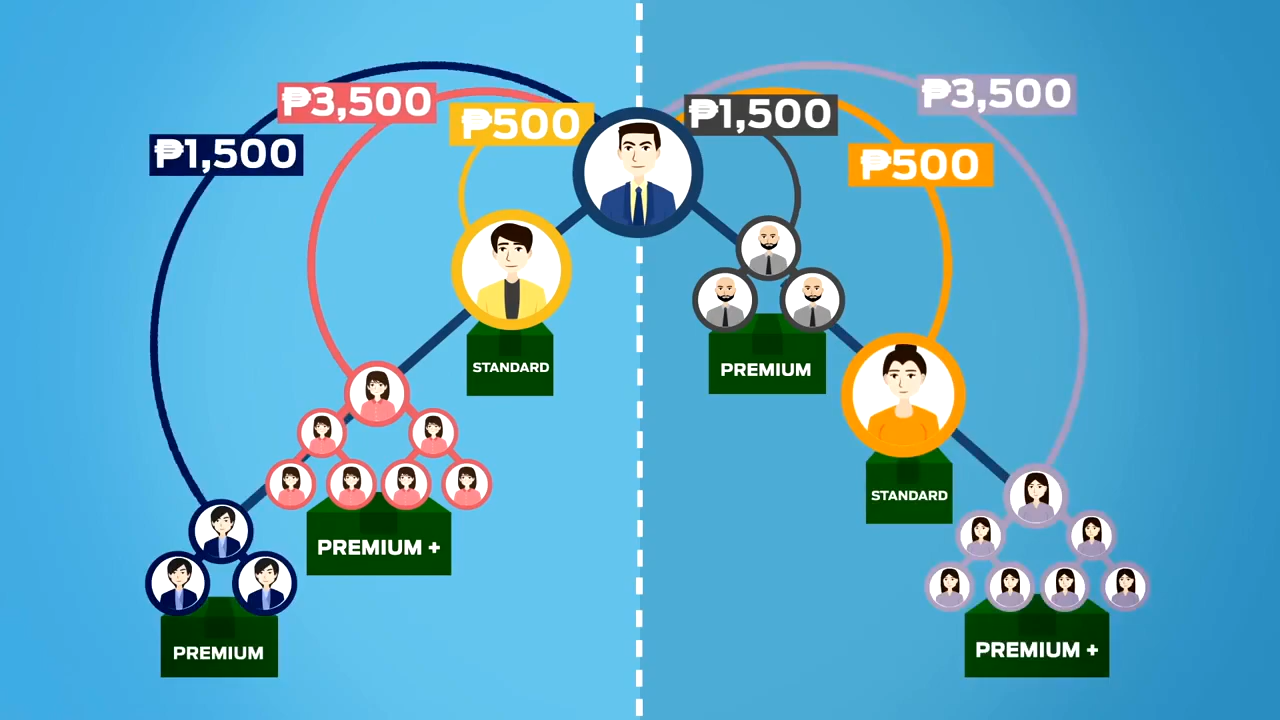 ₱3,500
₱500
₱1,500
₱1,500
₱3,500
₱500
STANDARD
PREMIUM
STANDARD
PREMIUM +
PREMIUM
PREMIUM +